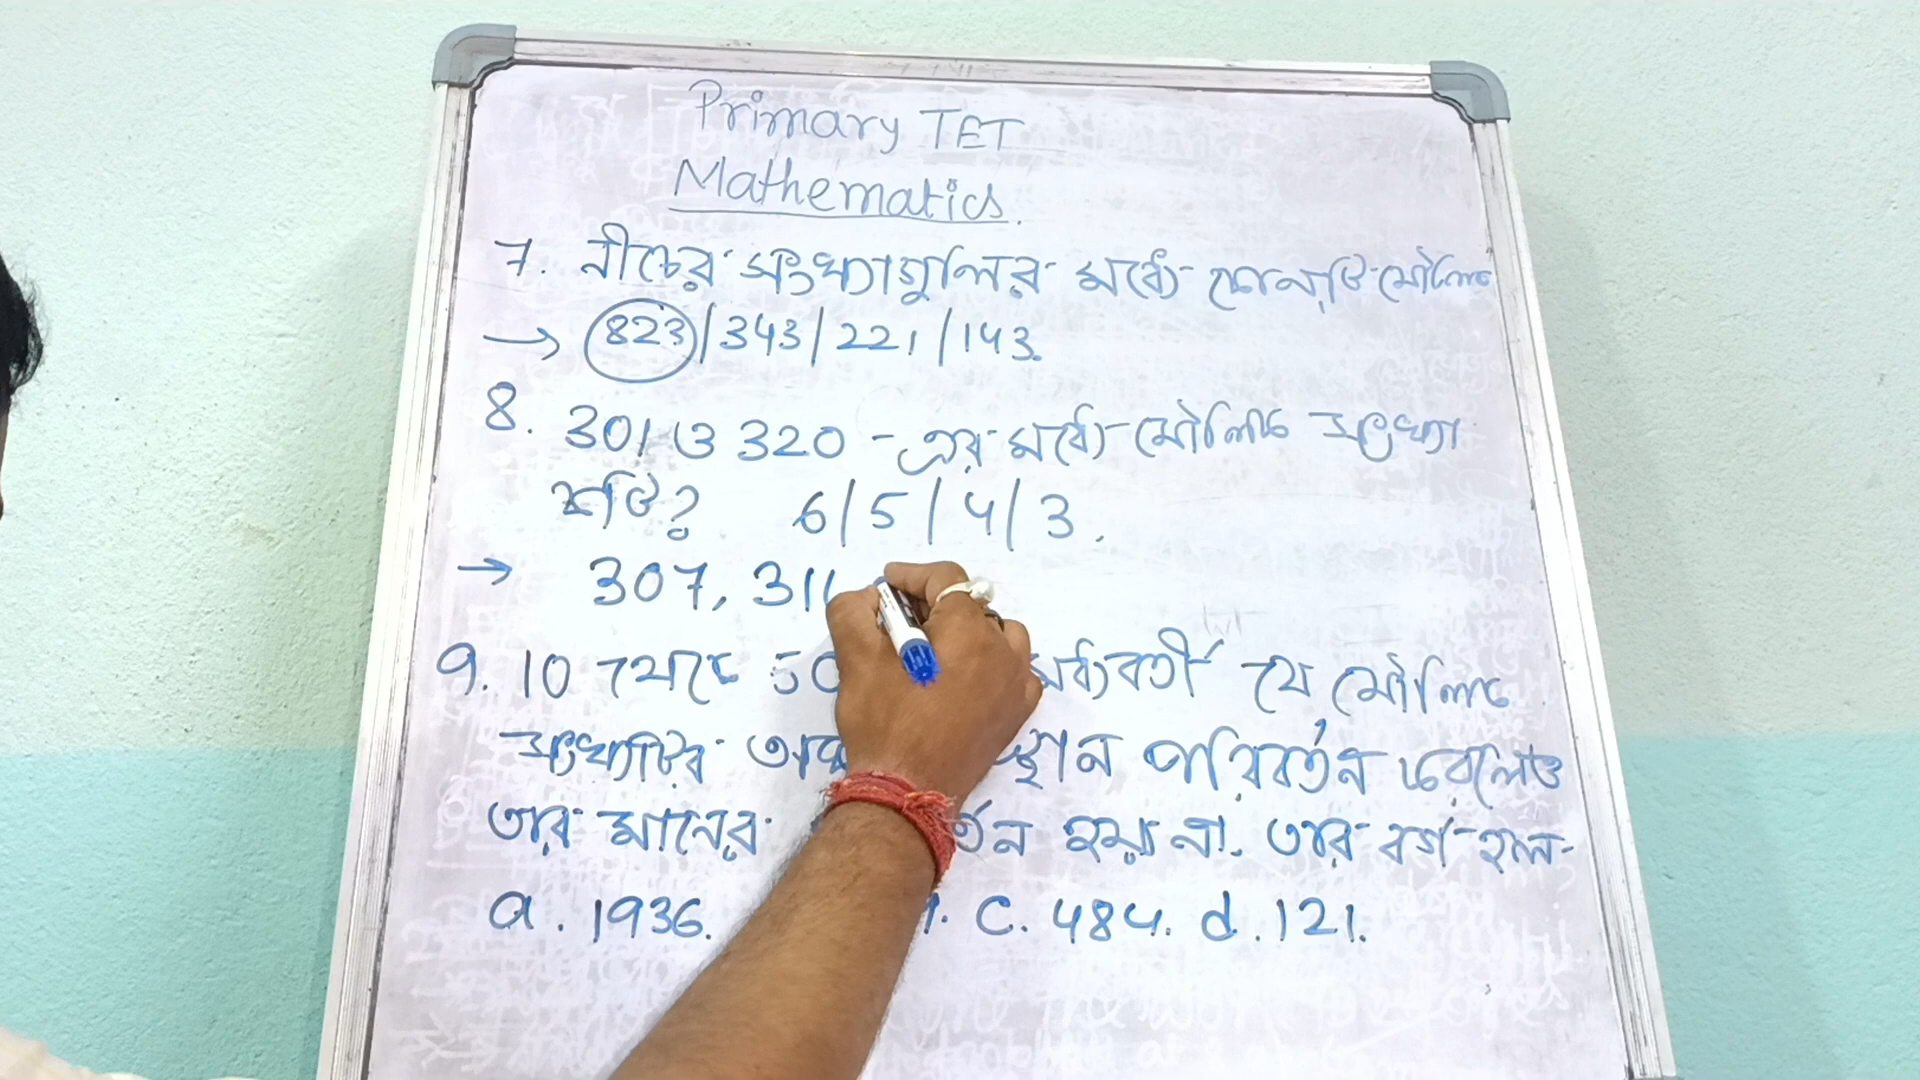 Primary TET
Mathematics.
7. নীচের সংখ্যাগুলির মধ্যে কোনটি মৌলিক
→ 823 / 343 / 221 / 143.
8. 301 ও 320 - এর মধ্যে মৌলিক সংখ্যা
কটি? 6 / 5 / 4 / 3.
→ 307, 311
9. 10 থেকে 50 মধ্যবর্তী যে মৌলিক
সংখ্যাটির স্থান পরিবর্তন করলেও
তার মানের হয় না. তার বর্গ হল-
a. 1936. c. 484. d. 121.